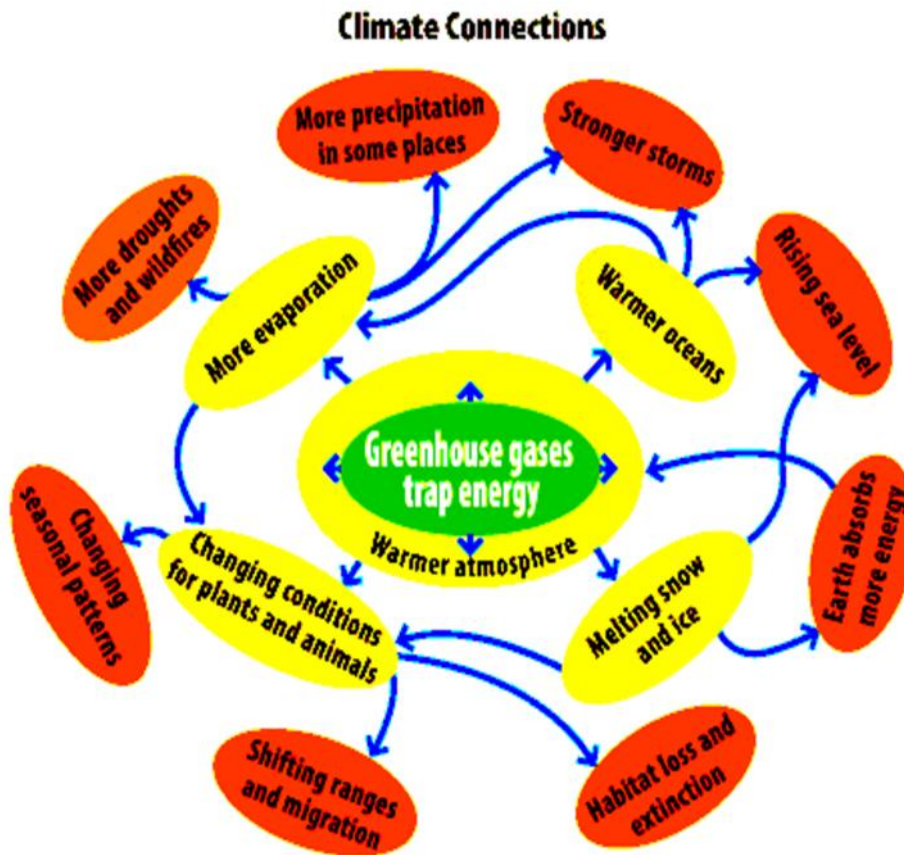 Climate Connections
More precipitation
in some places
Stronger storms
More droughts
and wildfires
More evaporation
Warmer oceans
Rising sea level
Greenhouse gases
trap energy
Warmer atmosphere
Changing
seasonal patterns
Changing conditions
for plants and animals
Melting snow
and ice
Earth absorbs
more energy
Shifting ranges
and migration
Habitat loss and
extinction